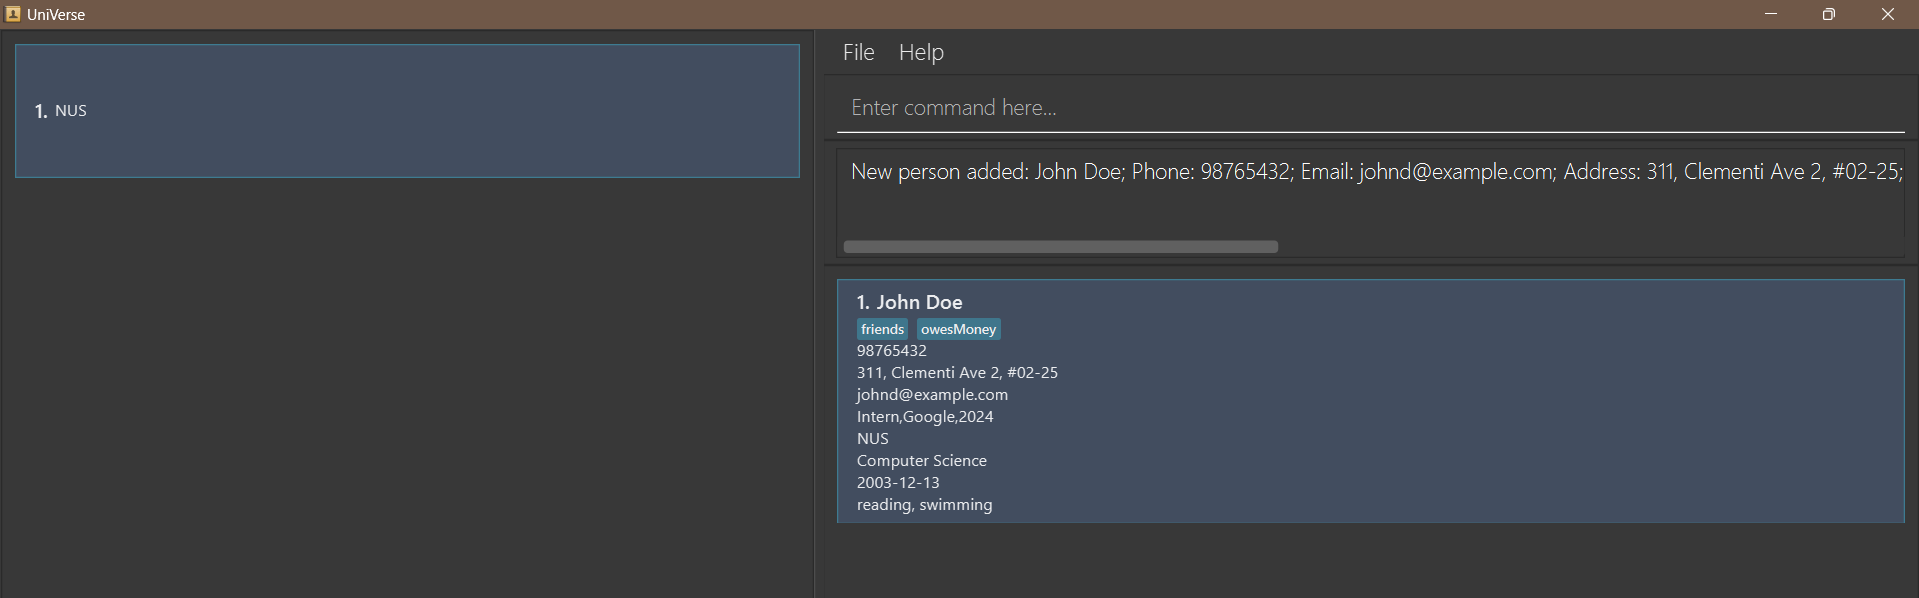 UniVerse
1. NUS
File Help
Enter command here...
New person added: John Doe; Phone: 98765432; Email: johnd@example.com; Address: 311, Clementi Ave 2, #02-25;
1. John Doe
friends owesMoney
98765432
311, Clementi Ave 2, #02-25
johnd@example.com
Intern,Google,2024
NUS
Computer Science
2003-12-13
reading, swimming